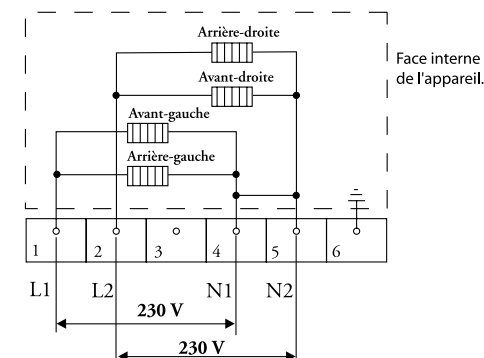 Arrière-droite
Face interne
de l'appareil.
Avant-droite
Avant-gauche
Arrière-gauche
1 2 3 4 5 6
L1 L2 N1 N2
230 V
230 V